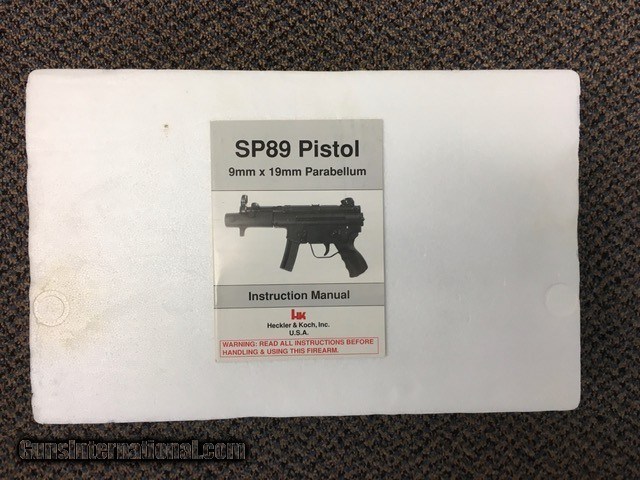 SP89 Pistol
9mm x 19mm Parabellum
Instruction Manual
HK
Heckler & Koch, Inc.
U.S.A.
WARNING: READ ALL INSTRUCTIONS BEFORE
HANDLING & USING THIS FIREARM.
GunsInternational.com